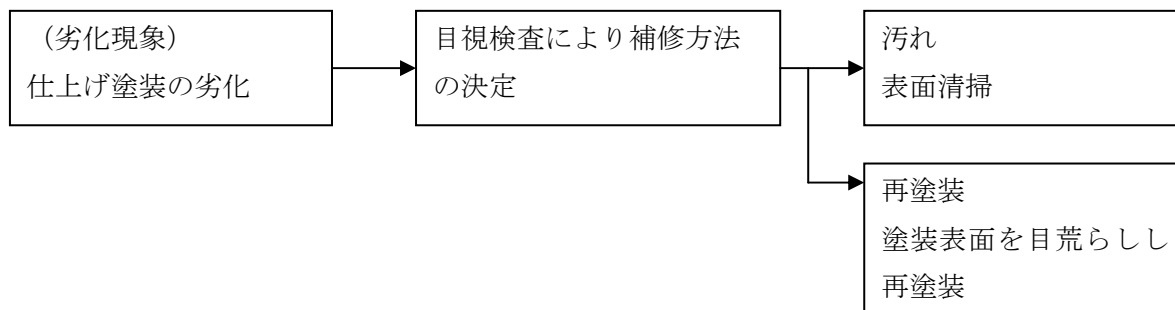 （劣化現象）
仕上げ塗装の劣化
目視検査により補修方法
の決定
汚れ
表面清掃
再塗装
塗装表面を目荒らしし
再塗装